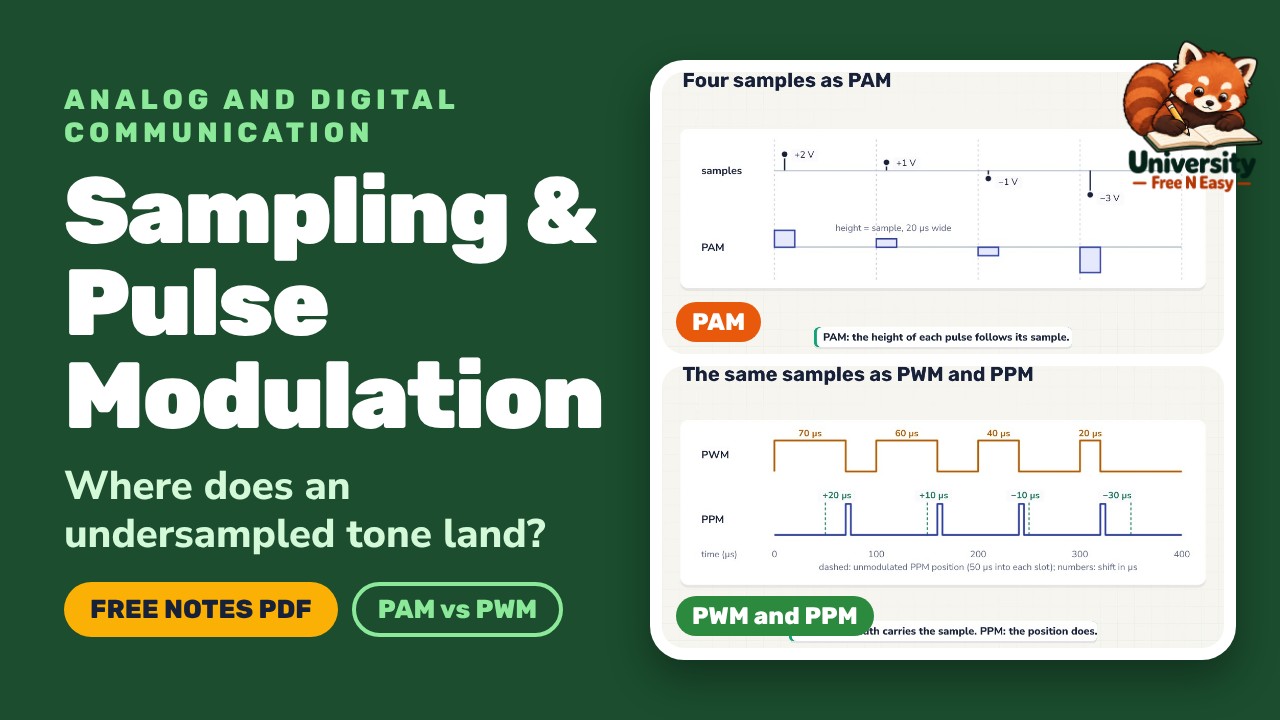 ANALOG AND DIGITAL
COMMUNICATION
Sampling &
Pulse
Modulation
Where does an
undersampled tone land?
FREE NOTES PDF
PAM vs PWM
Four samples as PAM
samples
+2 V
+1 V
−1 V
−3 V
height = sample, 20 µs wide
PAM
PAM
PAM: the height of each pulse follows its sample.
The same samples as PWM and PPM
70 µs
60 µs
40 µs
20 µs
PWM
+20 µs
+10 µs
−10 µs
−30 µs
PPM
time (µs)
0
100
200
300
400
dashed: unmodulated PPM position (50 µs into each slot); numbers: shift in µs
PWM and PPM
carries the sample. PPM: the position does.
University
Free N Easy